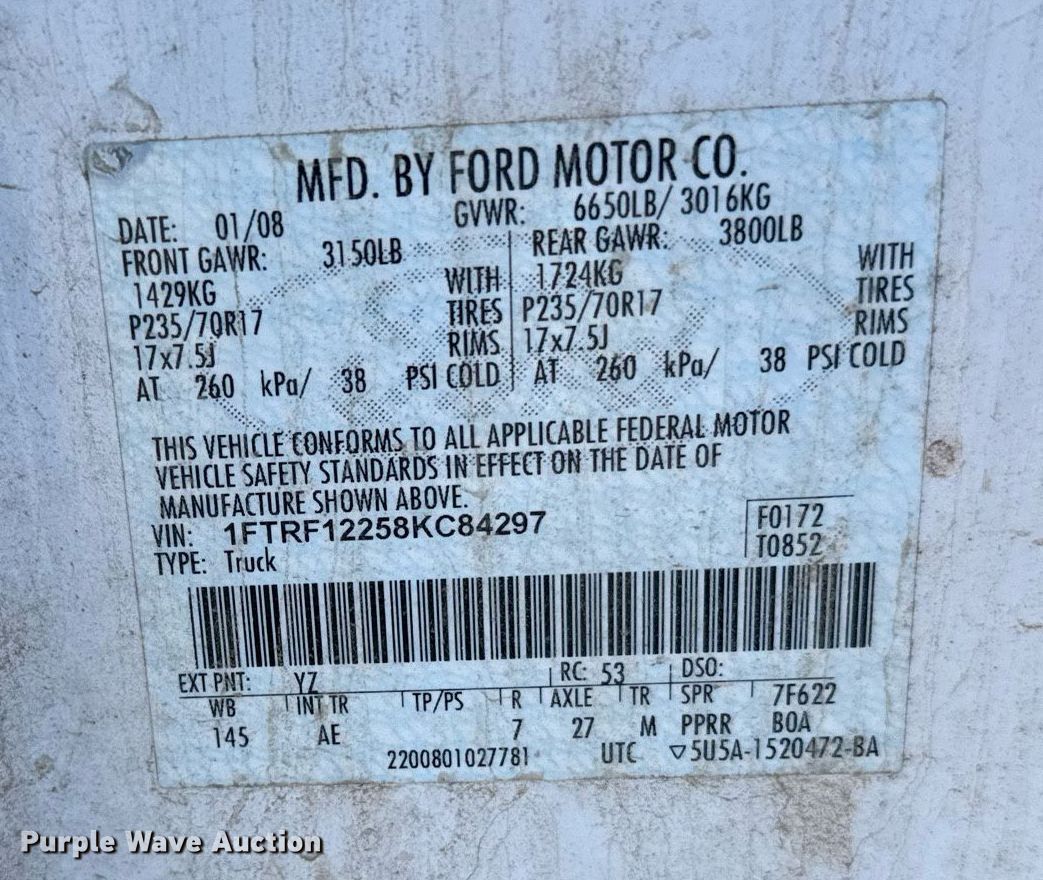 MFD. BY FORD MOTOR CO.
DATE: 01/08 GVWR: 6650LB/ 3016KG
FRONT GAWR: 3150LB REAR GAWR: 3800LB
1429KG WITH 1724KG WITH
P235/70R17 TIRES P235/70R17 TIRES
17x7.5J RIMS 17x7.5J RIMS
AT 260 kPa/ 38 PSI COLD AT 260 kPa/ 38 PSI COLD
THIS VEHICLE CONFORMS TO ALL APPLICABLE FEDERAL MOTOR
VEHICLE SAFETY STANDARDS IN EFFECT ON THE DATE OF
MANUFACTURE SHOWN ABOVE.
VIN: 1FTRF12258KC84297 F0172
TYPE: Truck T0852
EXT PNT: YZ RC: 53 DSO:
WB INT TR TP/PS R AXLE TR SPR 7F622
145 AE 7 27 M PPRR BOA
2200801027781 UTC ▽5U5A-1520472-BA
Purple Wave Auction